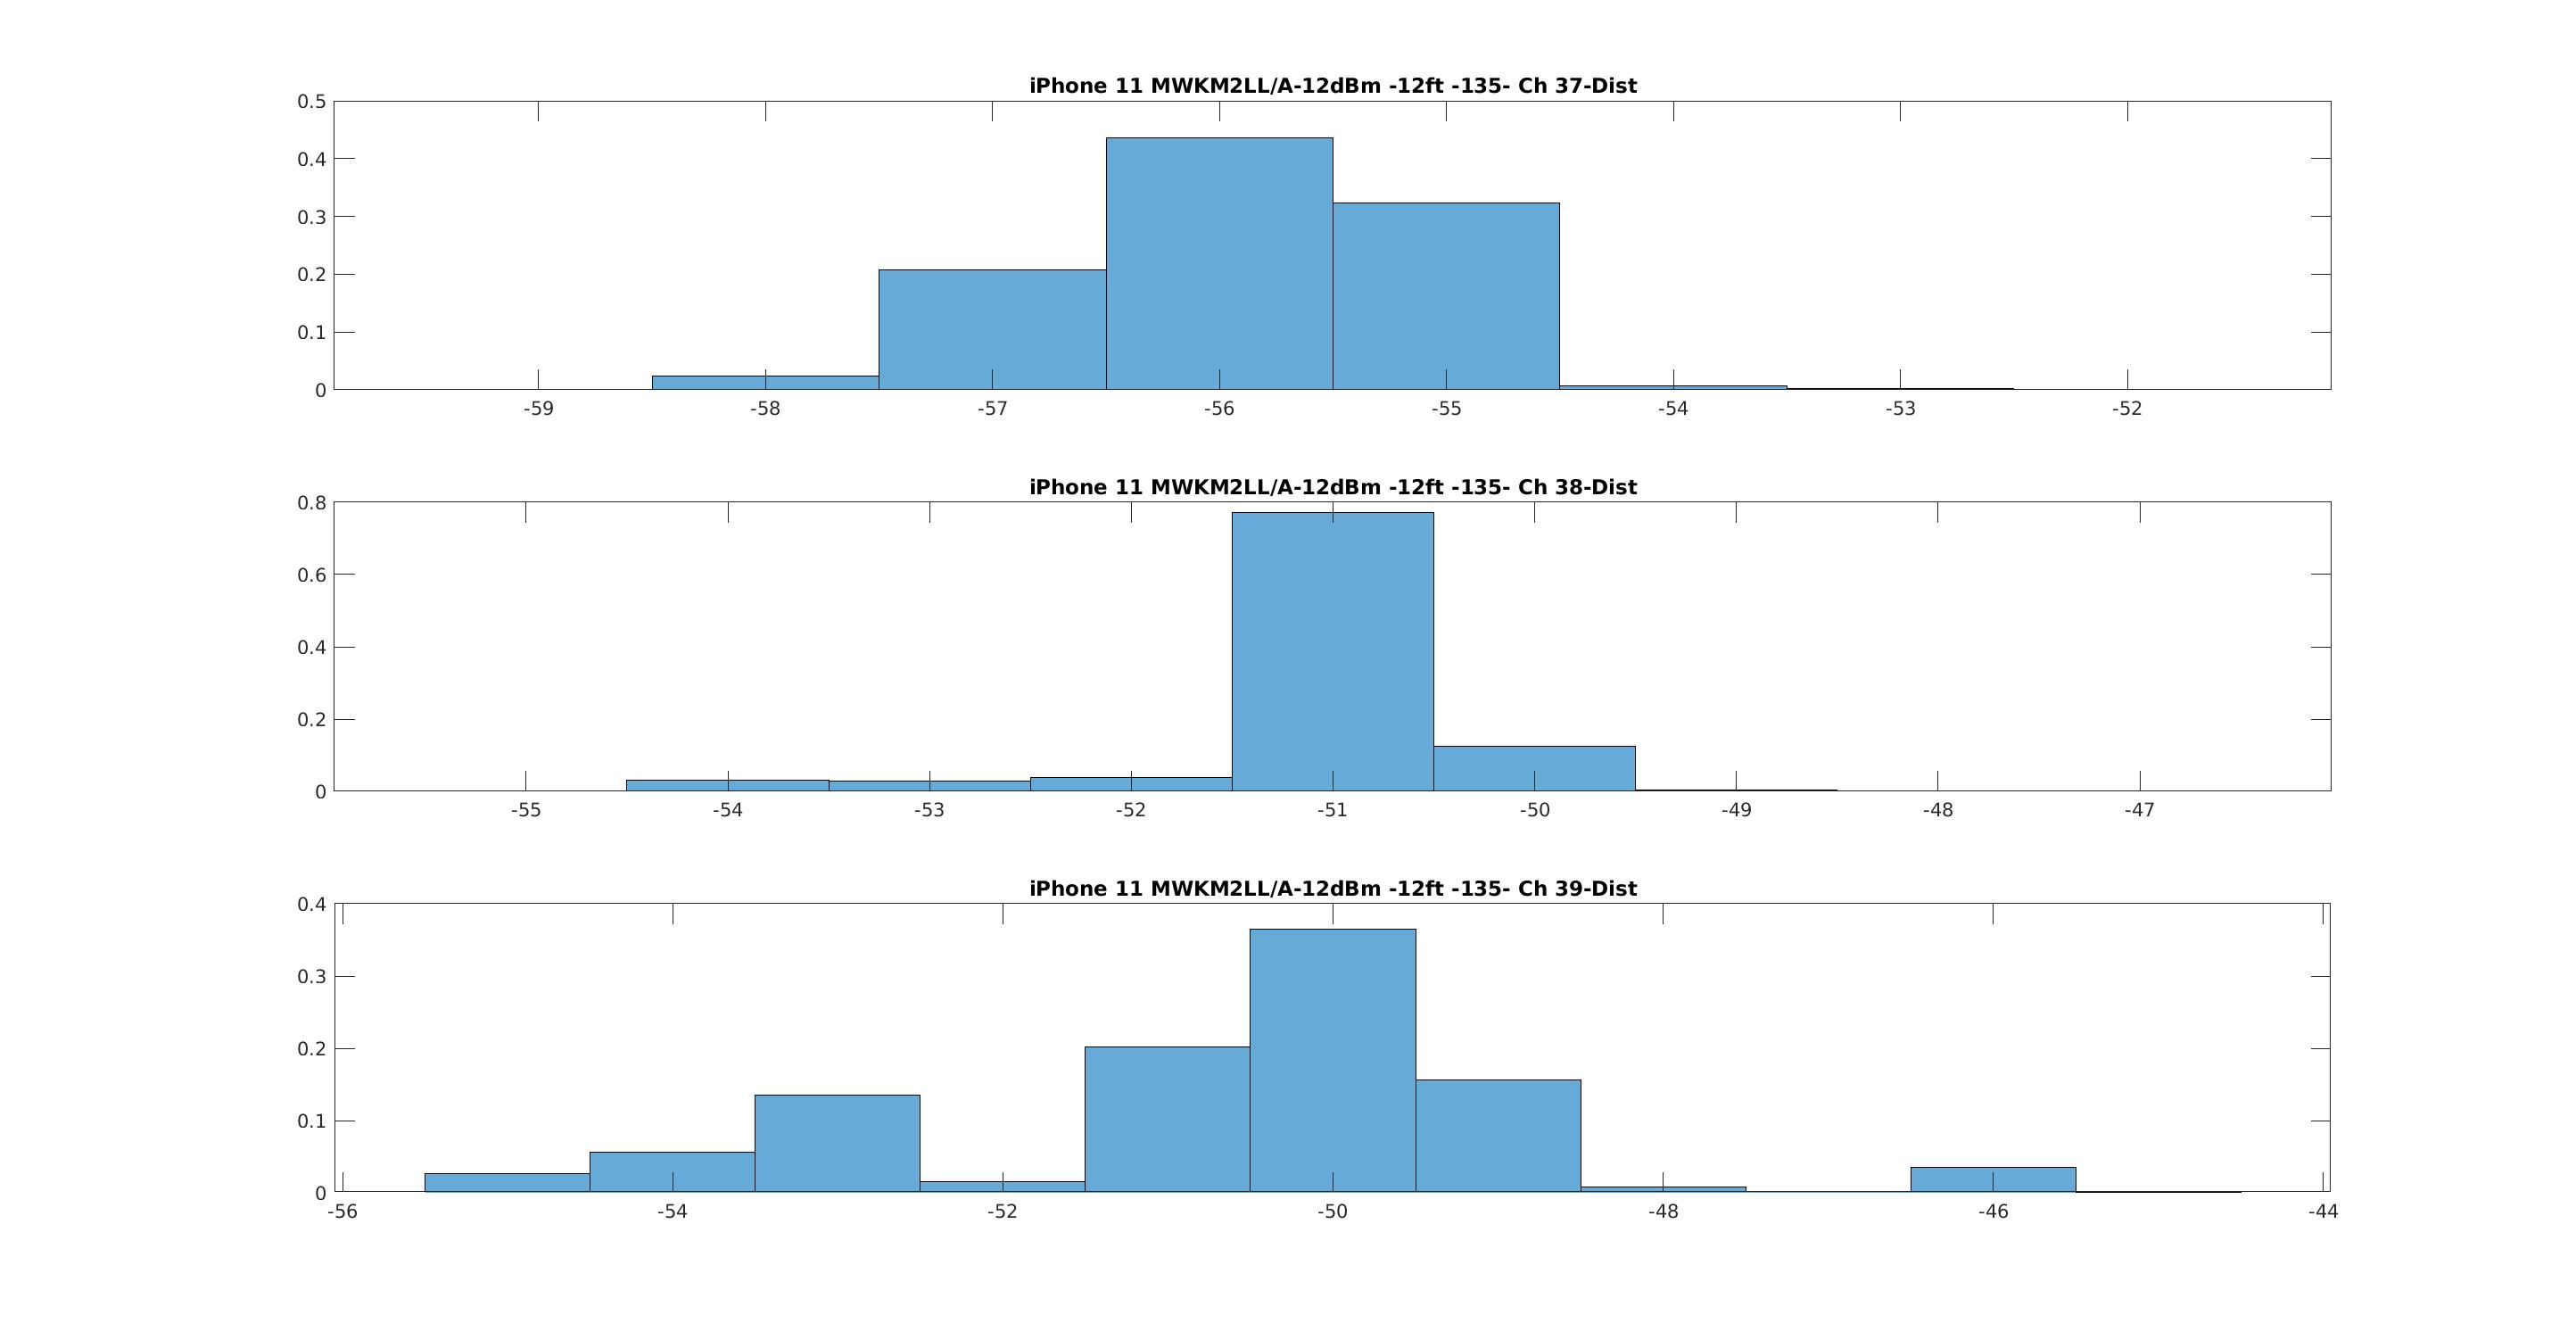 iPhone 11 MWKM2LL/A-12dBm -12ft -135- Ch 37-Dist
0.5
0.4
0.3
0.2
0.1
0
-59 -58 -57 -56 -55 -54 -53 -52
iPhone 11 MWKM2LL/A-12dBm -12ft -135- Ch 38-Dist
0.8
0.6
0.4
0.2
0
-55 -54 -53 -52 -51 -50 -49 -48 -47
iPhone 11 MWKM2LL/A-12dBm -12ft -135- Ch 39-Dist
0.4
0.3
0.2
0.1
0
-56 -54 -52 -50 -48 -46 -44